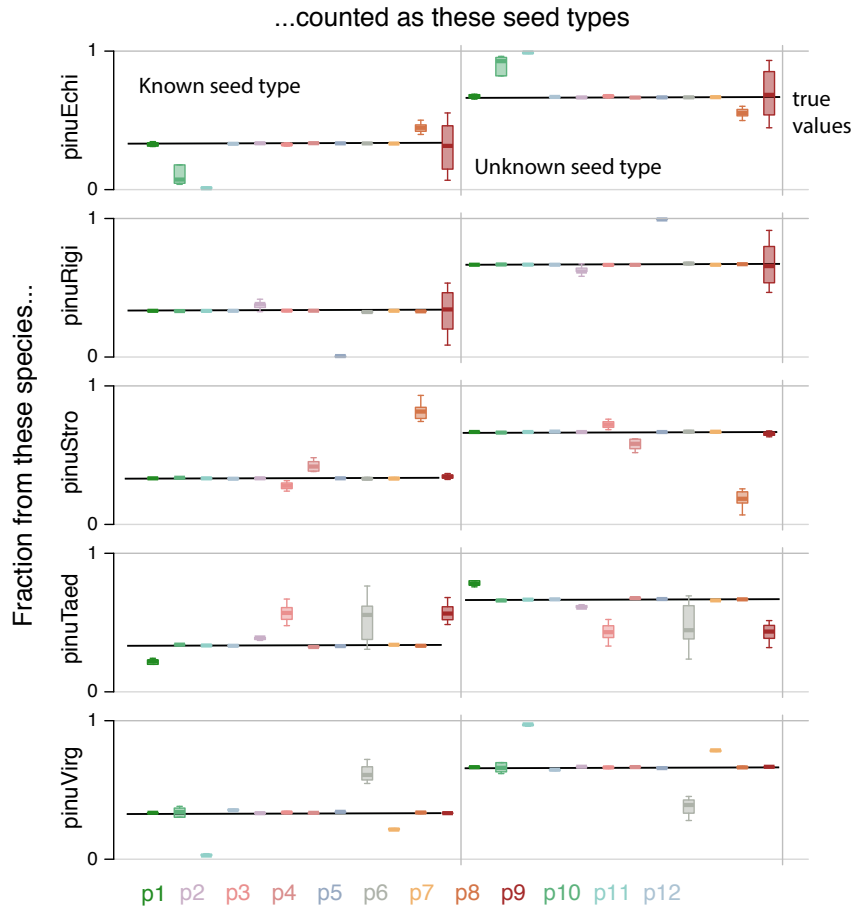 ...counted as these seed types
Fraction from these species...
pinuEchi
1
0
Known seed type
Unknown seed type
true
values
pinuRigi
1
0
pinuStro
1
0
pinuTaed
1
0
pinuVirg
1
0
p1 p2 p3 p4 p5 p6 p7 p8 p9 p10 p11 p12